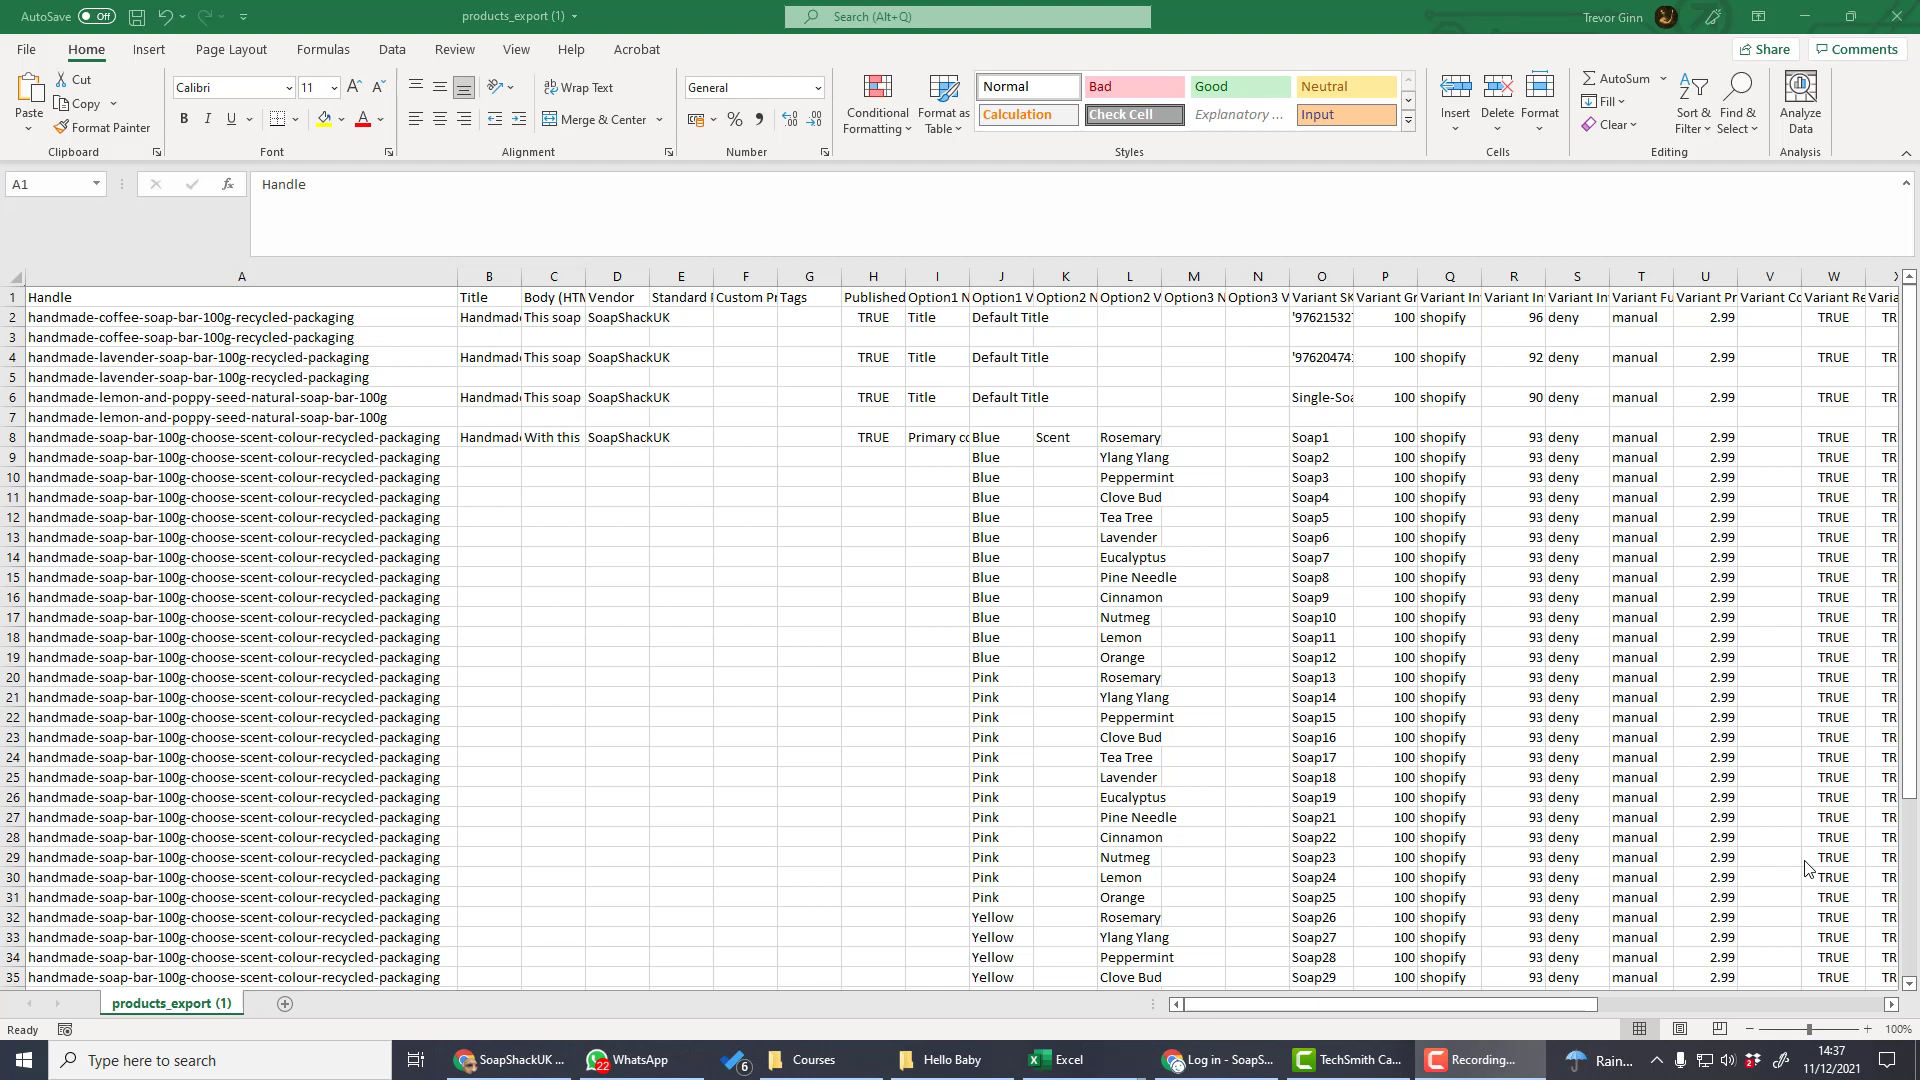 AutoSave Off products_export (1) Search (Alt+Q) Trevor Ginn
File Home Insert Page Layout Formulas Data Review View Help Acrobat Share Comments
Paste Cut Copy Format Painter Clipboard
Calibri 11 B I U Font
Wrap Text Merge & Center Alignment
General % Number
Conditional Formatting Format as Table
Normal Bad Good Neutral
Calculation Check Cell Explanatory ... Input
Styles
Insert Delete Format Cells
AutoSum Fill Clear Sort & Filter Find & Select Editing
Analyze Data Analysis
A1 fx Handle
A B C D E F G H I J K L M N O P Q R S T U V W X
1 Handle Title Body (HTM Vendor Standard Custom Pr Tags Published Option1 N Option1 V Option2 N Option2 V Option3 N Option3 V Variant SK Variant Gr Variant In Variant In Variant In Variant Fu Variant Pr Variant Co Variant Re Varia
2 handmade-coffee-soap-bar-100g-recycled-packaging Handmade This soap SoapShackUK TRUE Title Default Title '97621532 100 shopify 96 deny manual 2.99 TRUE TR
3 handmade-coffee-soap-bar-100g-recycled-packaging
4 handmade-lavender-soap-bar-100g-recycled-packaging Handmade This soap SoapShackUK TRUE Title Default Title '97620474 100 shopify 92 deny manual 2.99 TRUE TR
5 handmade-lavender-soap-bar-100g-recycled-packaging
6 handmade-lemon-and-poppy-seed-natural-soap-bar-100g Handmade This soap SoapShackUK TRUE Title Default Title Single-Soa 100 shopify 90 deny manual 2.99 TRUE TR
7 handmade-lemon-and-poppy-seed-natural-soap-bar-100g
8 handmade-soap-bar-100g-choose-scent-colour-recycled-packaging Handmade With this SoapShackUK TRUE Primary co Blue Scent Rosemary Soap1 100 shopify 93 deny manual 2.99 TRUE TR
9 handmade-soap-bar-100g-choose-scent-colour-recycled-packaging Blue Ylang Ylang Soap2 100 shopify 93 deny manual 2.99 TRUE TR
10 handmade-soap-bar-100g-choose-scent-colour-recycled-packaging Blue Peppermint Soap3 100 shopify 93 deny manual 2.99 TRUE TR
11 handmade-soap-bar-100g-choose-scent-colour-recycled-packaging Blue Clove Bud Soap4 100 shopify 93 deny manual 2.99 TRUE TR
12 handmade-soap-bar-100g-choose-scent-colour-recycled-packaging Blue Tea Tree Soap5 100 shopify 93 deny manual 2.99 TRUE TR
13 handmade-soap-bar-100g-choose-scent-colour-recycled-packaging Blue Lavender Soap6 100 shopify 93 deny manual 2.99 TRUE TR
14 handmade-soap-bar-100g-choose-scent-colour-recycled-packaging Blue Eucalyptus Soap7 100 shopify 93 deny manual 2.99 TRUE TR
15 handmade-soap-bar-100g-choose-scent-colour-recycled-packaging Blue Pine Needle Soap8 100 shopify 93 deny manual 2.99 TRUE TR
16 handmade-soap-bar-100g-choose-scent-colour-recycled-packaging Blue Cinnamon Soap9 100 shopify 93 deny manual 2.99 TRUE TR
17 handmade-soap-bar-100g-choose-scent-colour-recycled-packaging Blue Nutmeg Soap10 100 shopify 93 deny manual 2.99 TRUE TR
18 handmade-soap-bar-100g-choose-scent-colour-recycled-packaging Blue Lemon Soap11 100 shopify 93 deny manual 2.99 TRUE TR
19 handmade-soap-bar-100g-choose-scent-colour-recycled-packaging Blue Orange Soap12 100 shopify 93 deny manual 2.99 TRUE TR
20 handmade-soap-bar-100g-choose-scent-colour-recycled-packaging Pink Rosemary Soap13 100 shopify 93 deny manual 2.99 TRUE TR
21 handmade-soap-bar-100g-choose-scent-colour-recycled-packaging Pink Ylang Ylang Soap14 100 shopify 93 deny manual 2.99 TRUE TR
22 handmade-soap-bar-100g-choose-scent-colour-recycled-packaging Pink Peppermint Soap15 100 shopify 93 deny manual 2.99 TRUE TR
23 handmade-soap-bar-100g-choose-scent-colour-recycled-packaging Pink Clove Bud Soap16 100 shopify 93 deny manual 2.99 TRUE TR
24 handmade-soap-bar-100g-choose-scent-colour-recycled-packaging Pink Tea Tree Soap17 100 shopify 93 deny manual 2.99 TRUE TR
25 handmade-soap-bar-100g-choose-scent-colour-recycled-packaging Pink Lavender Soap18 100 shopify 93 deny manual 2.99 TRUE TR
26 handmade-soap-bar-100g-choose-scent-colour-recycled-packaging Pink Eucalyptus Soap19 100 shopify 93 deny manual 2.99 TRUE TR
27 handmade-soap-bar-100g-choose-scent-colour-recycled-packaging Pink Pine Needle Soap21 100 shopify 93 deny manual 2.99 TRUE TR
28 handmade-soap-bar-100g-choose-scent-colour-recycled-packaging Pink Cinnamon Soap22 100 shopify 93 deny manual 2.99 TRUE TR
29 handmade-soap-bar-100g-choose-scent-colour-recycled-packaging Pink Nutmeg Soap23 100 shopify 93 deny manual 2.99 TRUE TR
30 handmade-soap-bar-100g-choose-scent-colour-recycled-packaging Pink Lemon Soap24 100 shopify 93 deny manual 2.99 TRUE TR
31 handmade-soap-bar-100g-choose-scent-colour-recycled-packaging Pink Orange Soap25 100 shopify 93 deny manual 2.99 TRUE TR
32 handmade-soap-bar-100g-choose-scent-colour-recycled-packaging Yellow Rosemary Soap26 100 shopify 93 deny manual 2.99 TRUE TR
33 handmade-soap-bar-100g-choose-scent-colour-recycled-packaging Yellow Ylang Ylang Soap27 100 shopify 93 deny manual 2.99 TRUE TR
34 handmade-soap-bar-100g-choose-scent-colour-recycled-packaging Yellow Peppermint Soap28 100 shopify 93 deny manual 2.99 TRUE TR
35 handmade-soap-bar-100g-choose-scent-colour-recycled-packaging Yellow Clove Bud Soap29 100 shopify 93 deny manual 2.99 TRUE TR
products_export (1)
Ready 100%
Type here to search SoapShackUK ... 22 WhatsApp 6 Courses Hello Baby Excel Log in - SoapS... TechSmith Ca... Recording... Rain... 14:37
11/12/2021